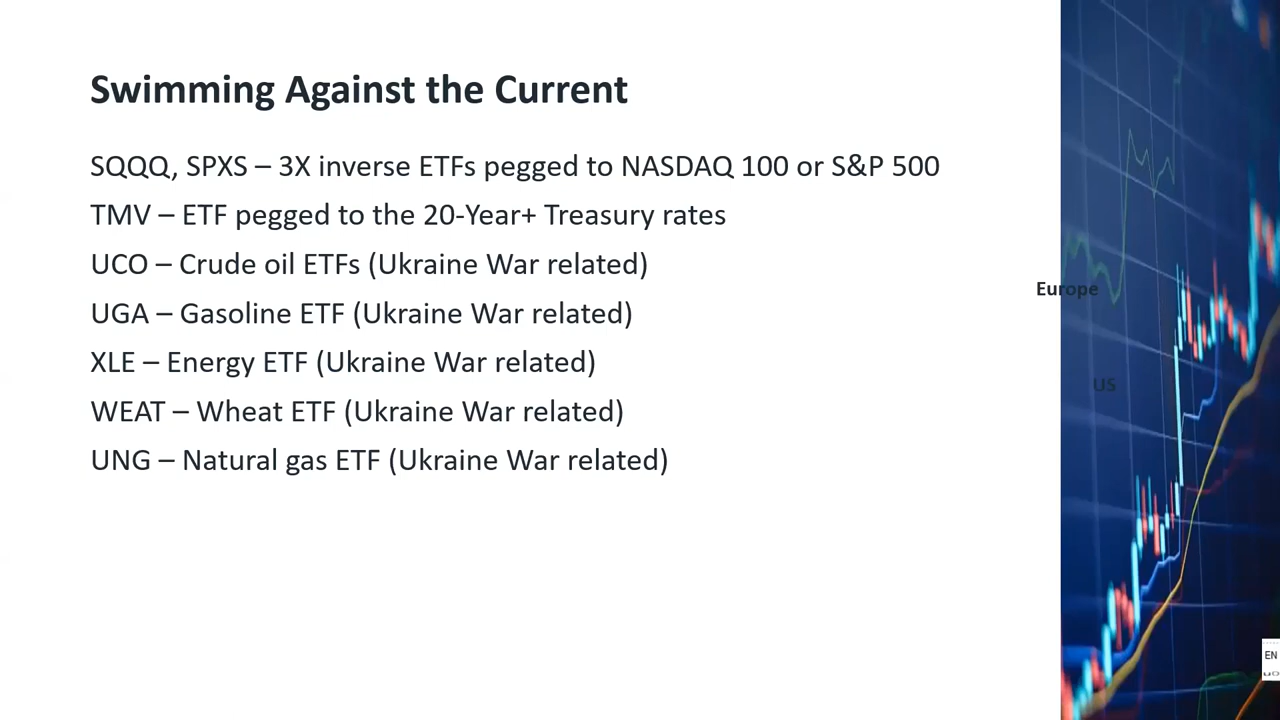 Swimming Against the Current
SQQQ, SPXS – 3X inverse ETFs pegged to NASDAQ 100 or S&P 500
TMV – ETF pegged to the 20-Year+ Treasury rates
UCO – Crude oil ETFs (Ukraine War related)
UGA – Gasoline ETF (Ukraine War related)
XLE – Energy ETF (Ukraine War related)
WEAT – Wheat ETF (Ukraine War related)
UNG – Natural gas ETF (Ukraine War related)
Europe
US
EN